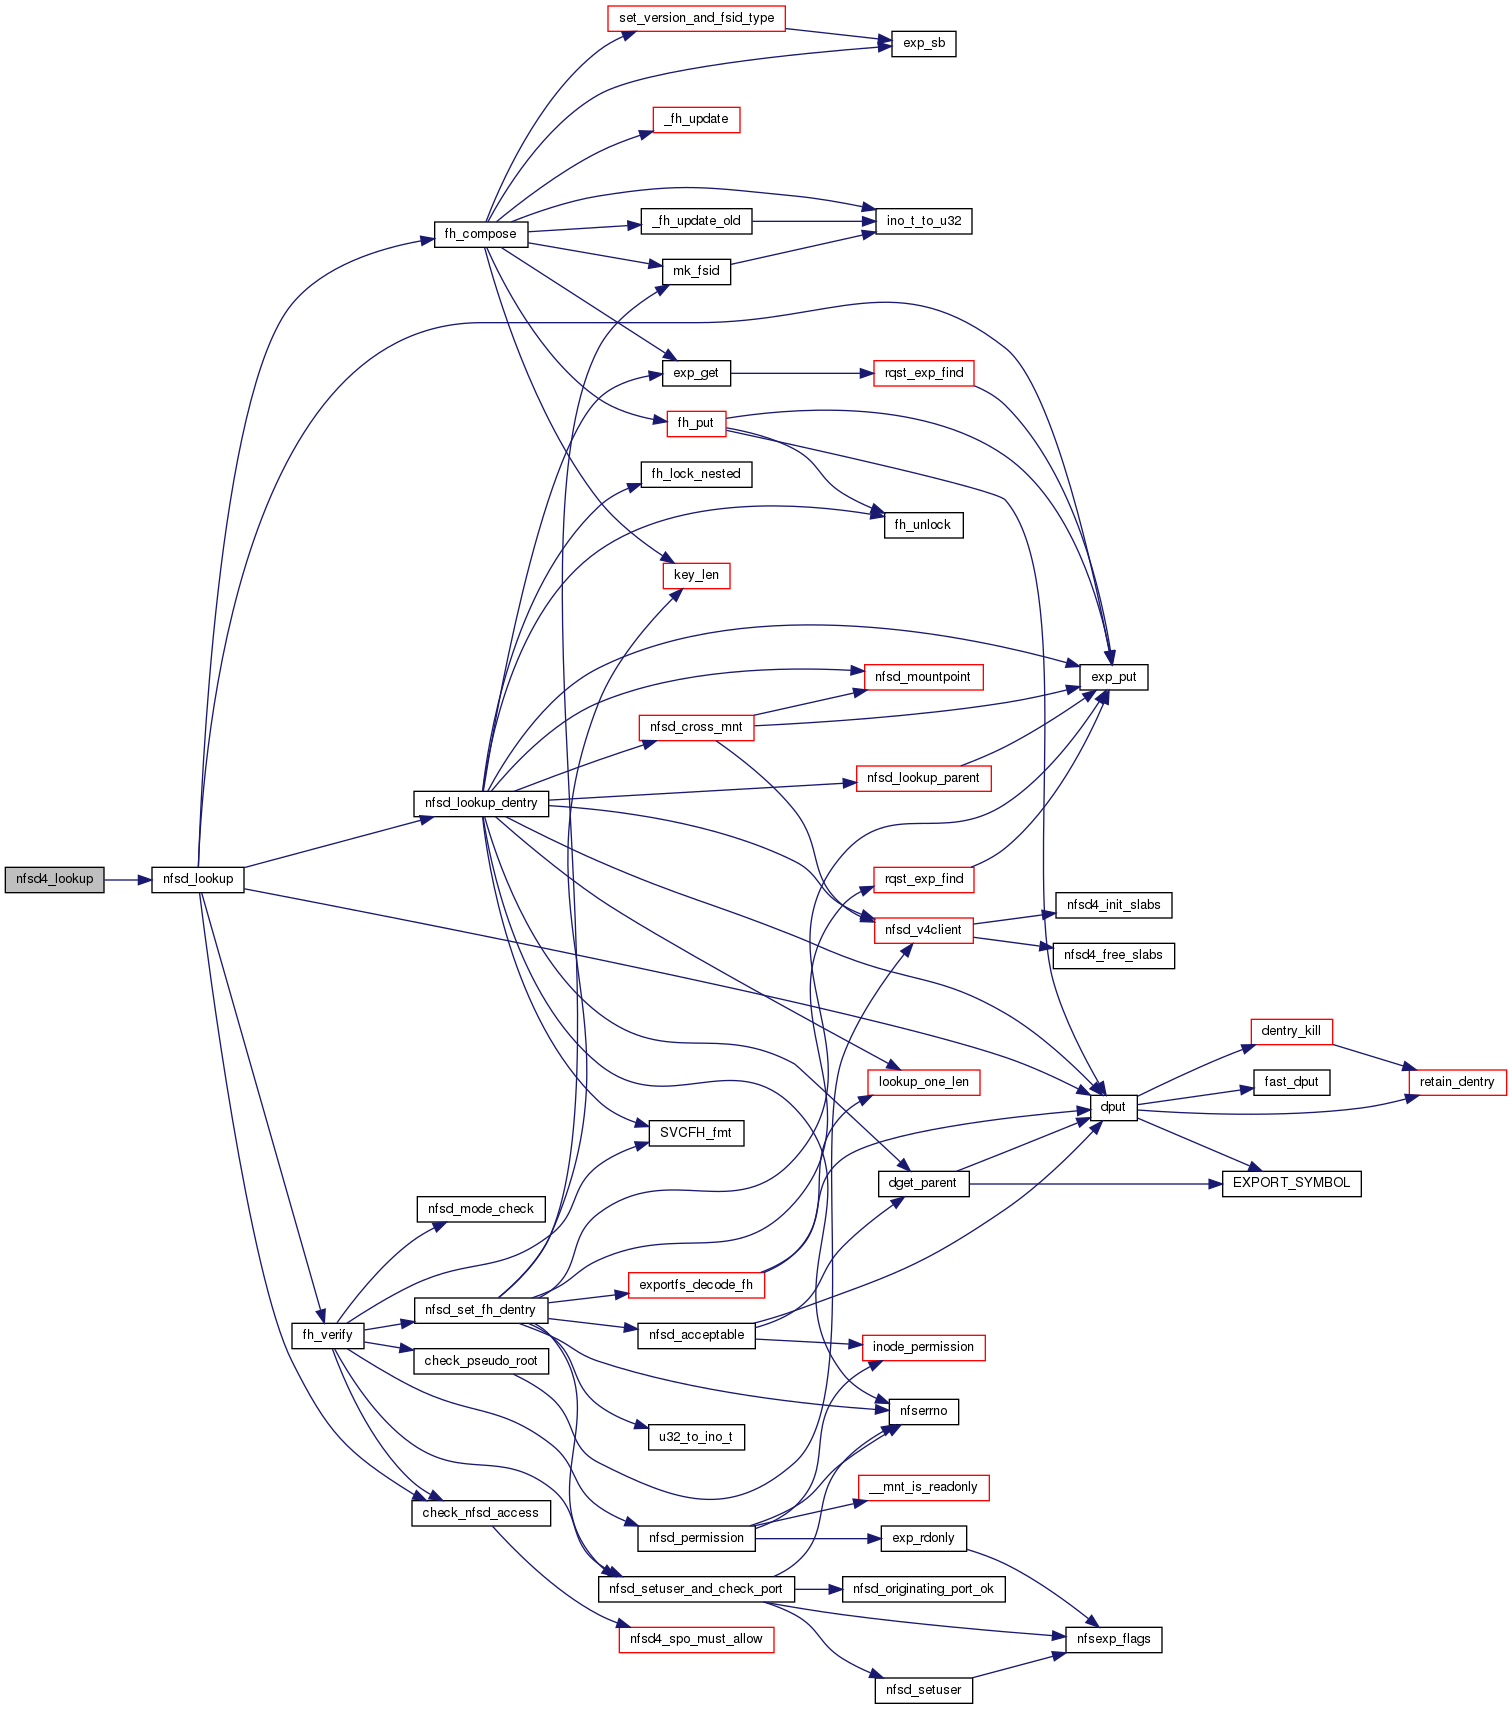 set_version_and_fsid_type
exp_sb
_fh_update
fh_compose
_fh_update_old
ino_t_to_u32
mk_fsid
exp_get
rqst_exp_find
fh_put
fh_lock_nested
fh_unlock
key_len
exp_put
nfsd_mountpoint
nfsd_cross_mnt
nfsd_lookup_parent
nfsd_lookup_dentry
nfsd4_lookup
nfsd_lookup
rqst_exp_find
nfsd4_init_slabs
nfsd_v4client
nfsd4_free_slabs
dentry_kill
lookup_one_len
fast_dput
retain_dentry
dput
SVCFH_fmt
dget_parent
EXPORT_SYMBOL
nfsd_mode_check
exportfs_decode_fh
nfsd_set_fh_dentry
fh_verify
nfsd_acceptable
inode_permission
check_pseudo_root
nfserrno
u32_to_ino_t
__mnt_is_readonly
check_nfsd_access
nfsd_permission
exp_rdonly
nfsd_setuser_and_check_port
nfsd_originating_port_ok
nfsd4_spo_must_allow
nfsexp_flags
nfsd_setuser